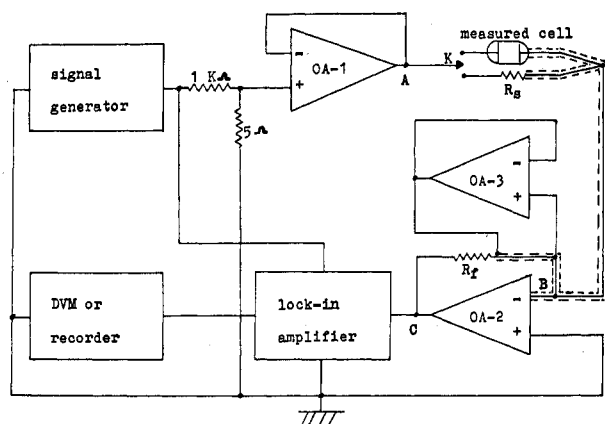 measured cell
signal
generator
1 KΩ
5 Ω
-
+
OA-1
A
K
Rs
OA-3
-
+
Rf
B
-
+
OA-2
C
DVM or
recorder
lock-in
amplifier